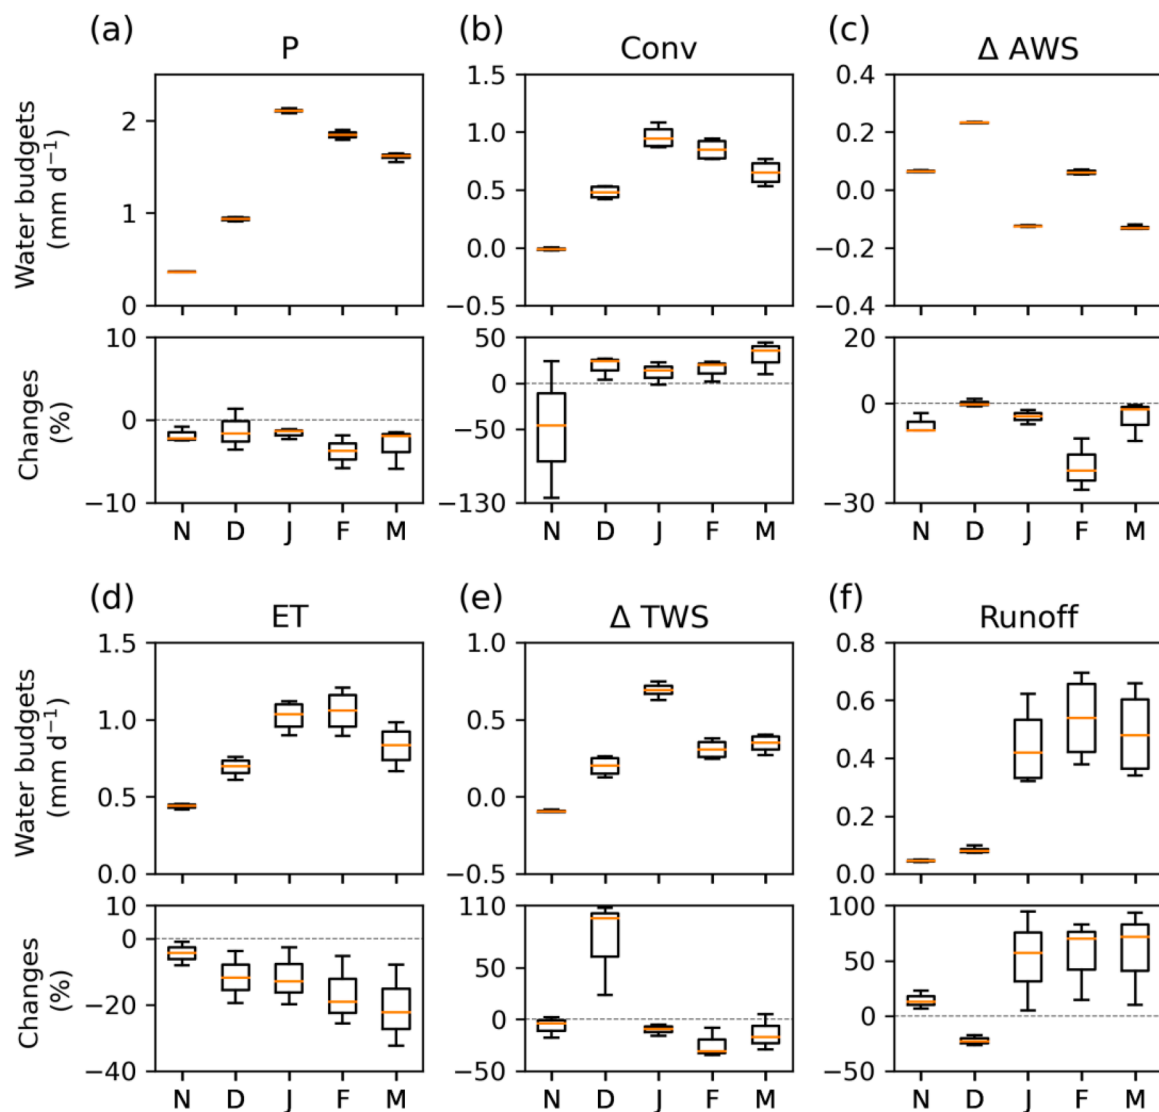 (a) P
(b) Conv
(c) Δ AWS
Water budgets
(mm d⁻¹)
2
1
0
1.5
1.0
0.5
0.0
−0.5
0.4
0.2
0.0
−0.2
−0.4
Changes
(%)
10
0
−10
N D J F M
50
0
−50
−130
N D J F M
20
0
−30
N D J F M
(d) ET
(e) Δ TWS
(f) Runoff
Water budgets
(mm d⁻¹)
1.5
1.0
0.5
0.0
1.0
0.5
0.0
−0.5
0.8
0.6
0.4
0.2
0.0
Changes
(%)
10
0
−20
−40
N D J F M
110
50
0
−50
N D J F M
100
50
0
−50
N D J F M